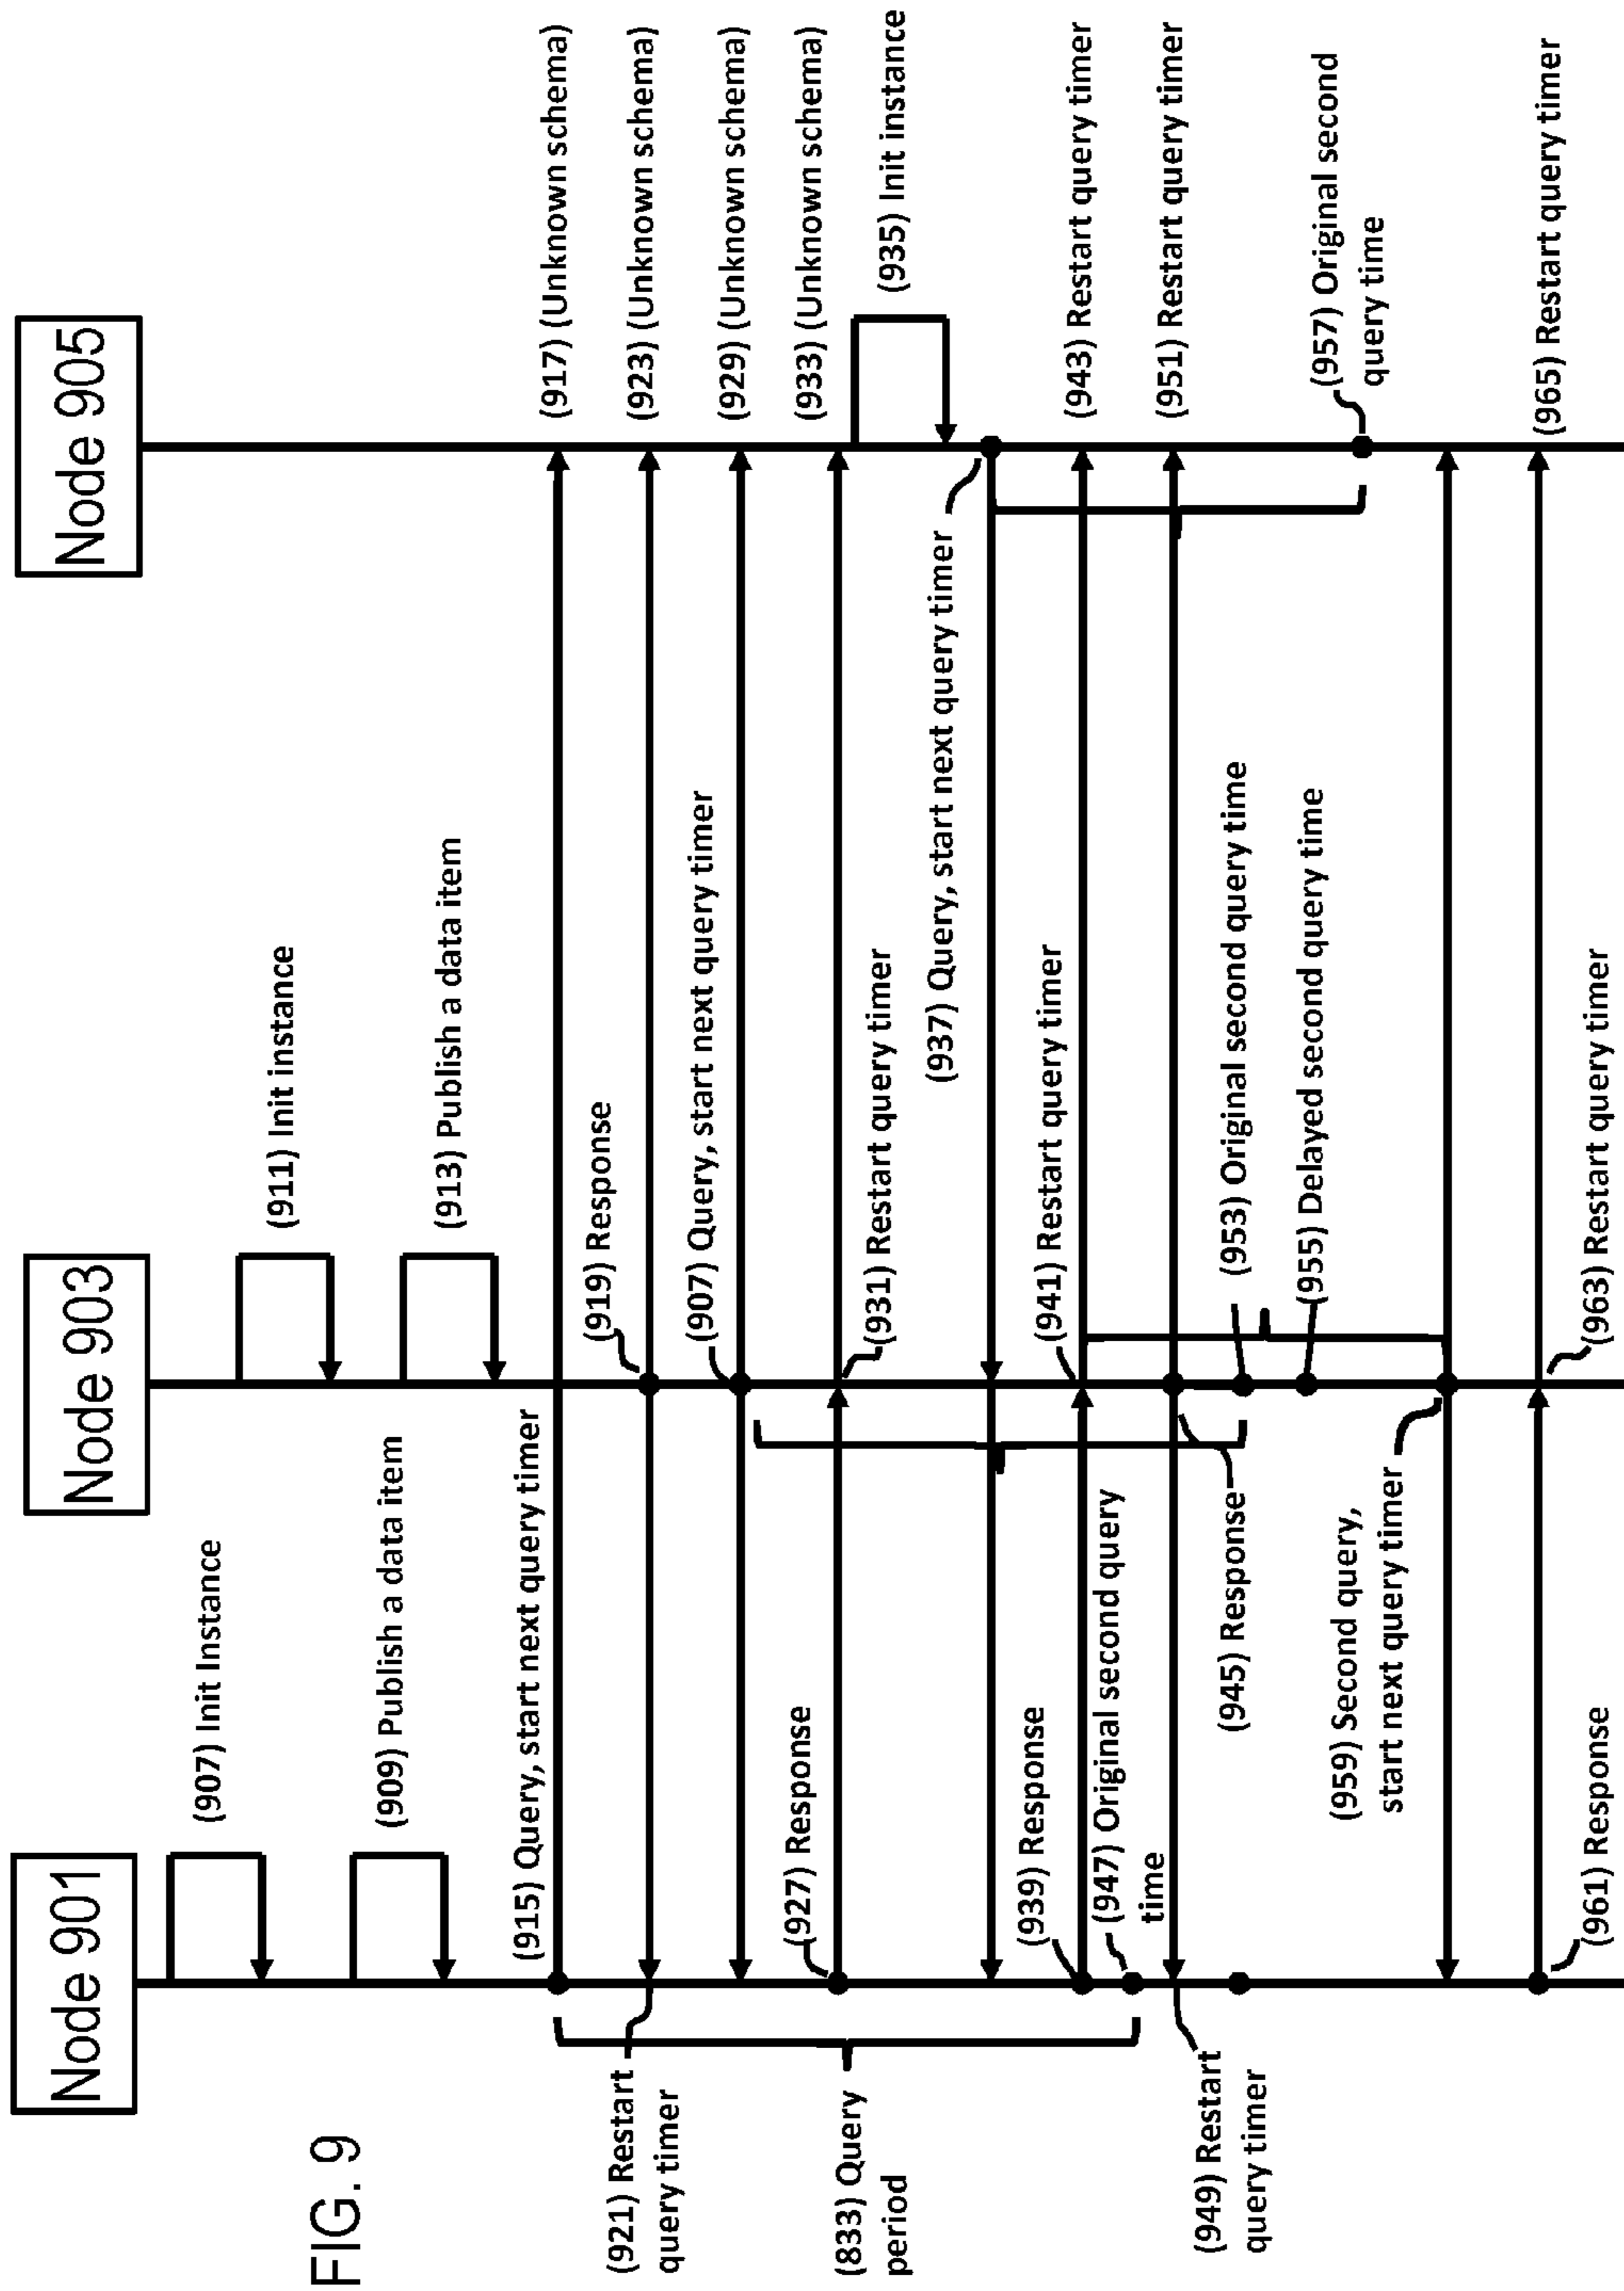 FIG. 9
Node 901
Node 903
Node 905
(907) Init Instance
(911) Init instance
(909) Publish a data item
(913) Publish a data item
(915) Query, start next query timer
(917) (Unknown schema)
(919) Response
(921) Restart
query timer
(923) (Unknown schema)
(907) Query, start next query timer
(929) (Unknown schema)
(927) Response
(833) Query
period
(931) Restart query timer
(933) (Unknown schema)
(935) Init instance
(937) Query, start next query timer
(939) Response
(941) Restart query timer
(943) Restart query timer
(947) Original second query
time
(949) Restart
query timer
(945) Response
(951) Restart query timer
(953) Original second query time
(955) Delayed second query time
(957) Original second
query time
(959) Second query,
start next query timer
(961) Response
(963) Restart query timer
(965) Restart query timer